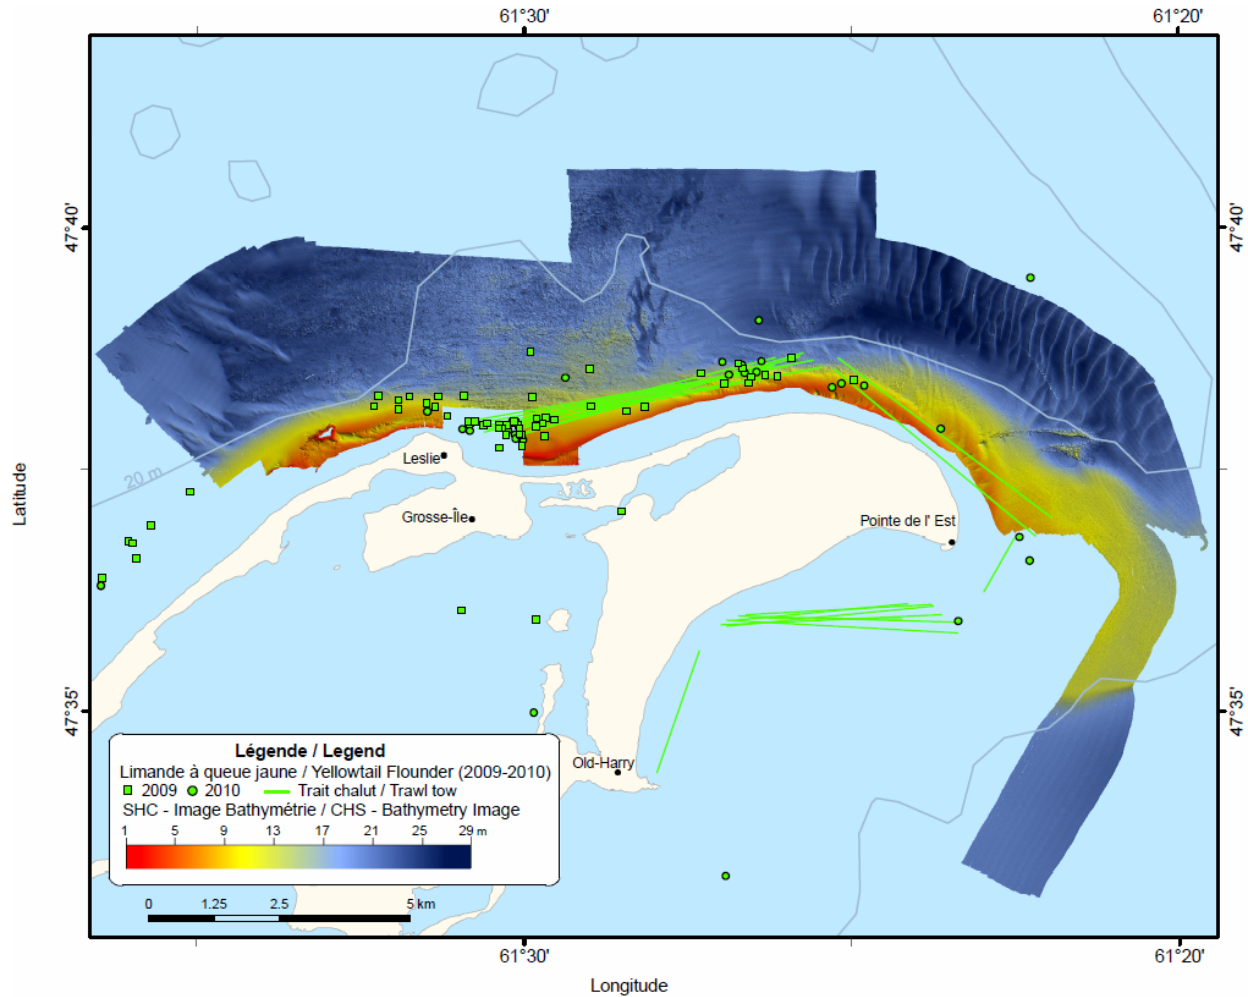 61°30' 61°20'
47°40' 47°40'
20 m
Leslie
Grosse-Île
Pointe de l' Est
Latitude
47°35' 47°35'
Old-Harry
Légende / Legend
Limande à queue jaune / Yellowtail Flounder (2009-2010)
2009 2010 Trait chalut / Trawl tow
SHC - Image Bathymétrie / CHS - Bathymetry Image
1 5 9 13 17 21 25 29 m
0 1.25 2.5 5 km
61°30' 61°20'
Longitude